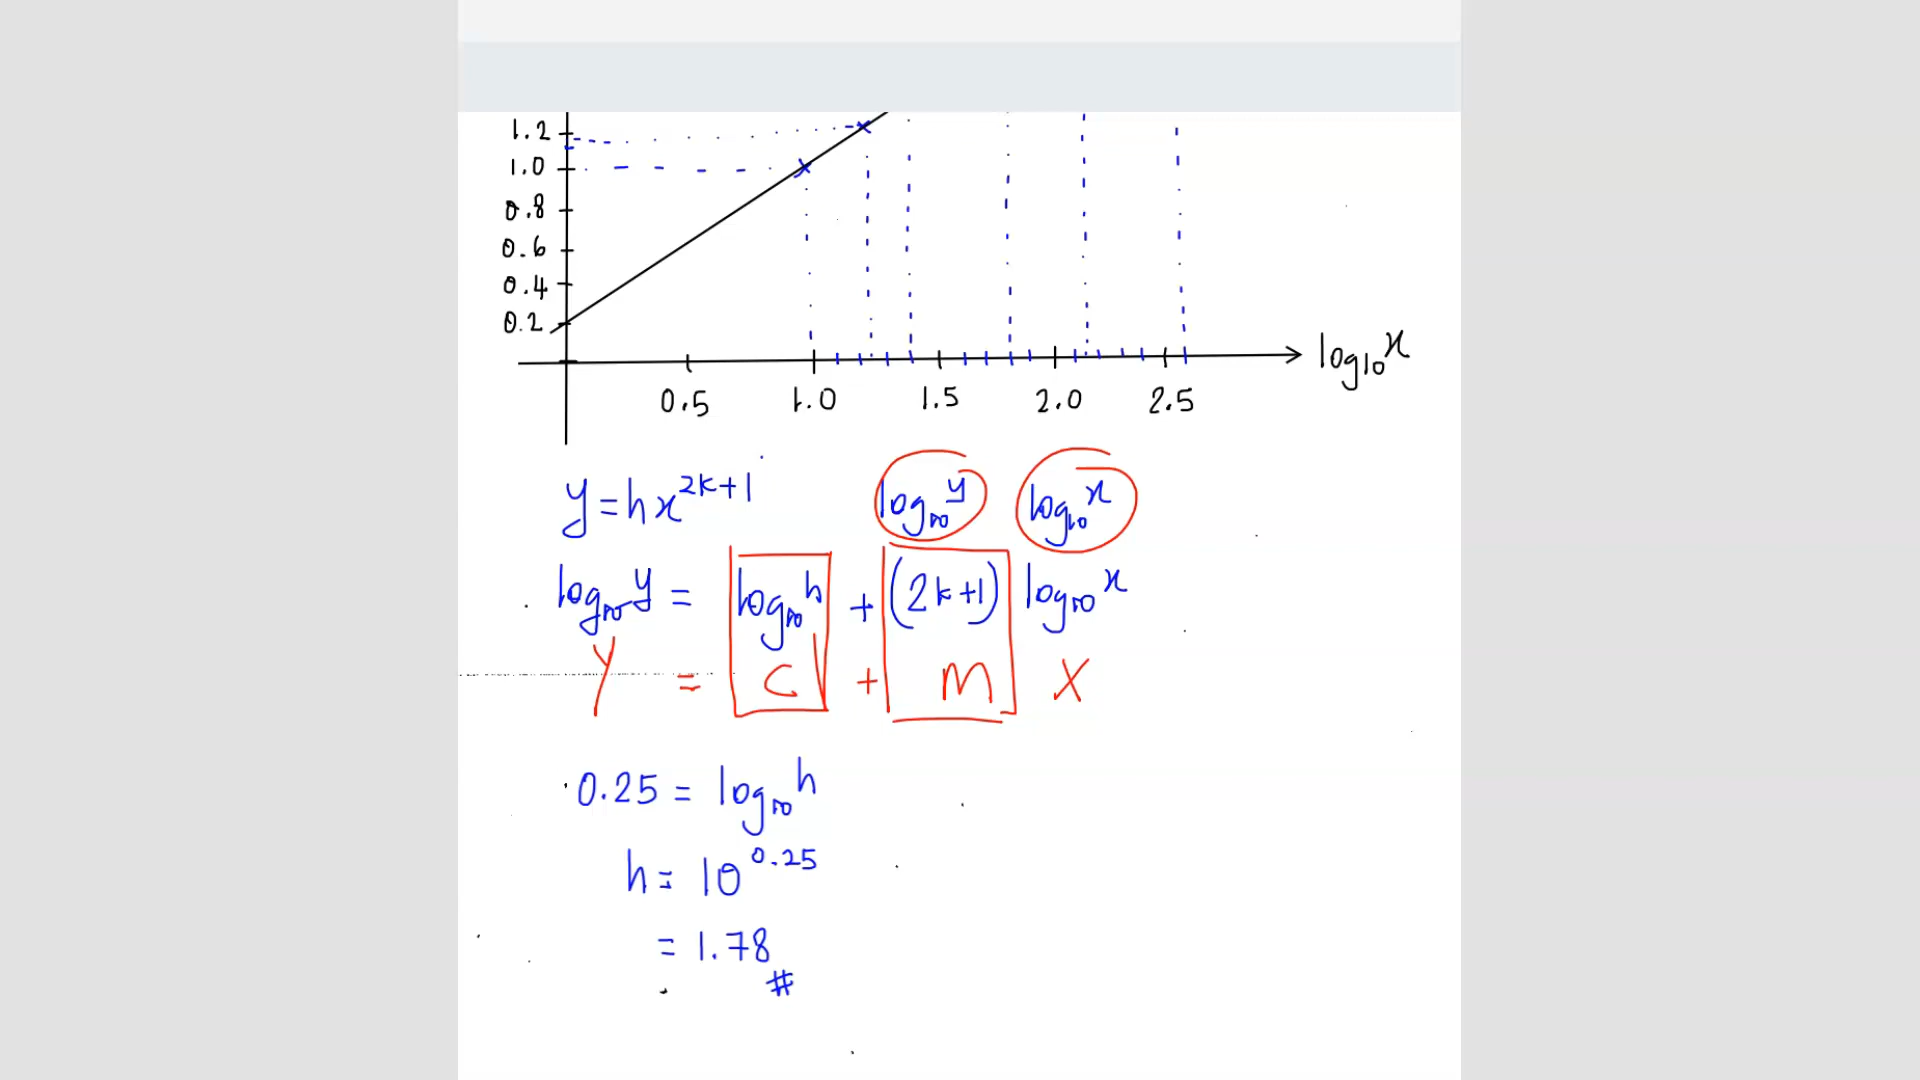 1.2
1.0
0.8
0.6
0.4
0.2
log₁₀x
0.5 1.0 1.5 2.0 2.5
y = hx^(2k+1) log₁₀y log₁₀x
log₁₀y = log₁₀h + (2k+1) log₁₀x
Y = C + m X
0.25 = log₁₀h
h = 10^0.25
= 1.78
#